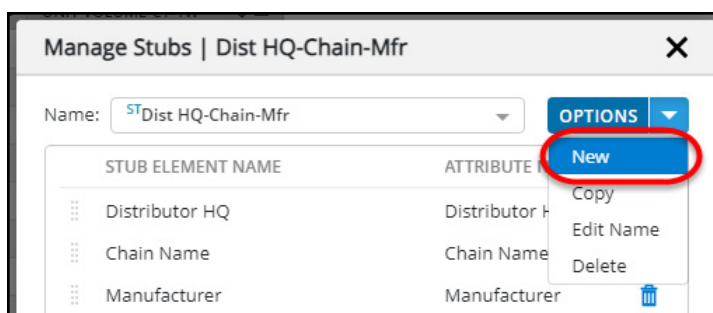 Manage Stubs | Dist HQ-Chain-Mfr X
Name: STDist HQ-Chain-Mfr OPTIONS
STUB ELEMENT NAME ATTRIBUTE
New
Distributor HQ Distributor
Copy
Edit Name
Chain Name Chain Name
Delete
Manufacturer Manufacturer